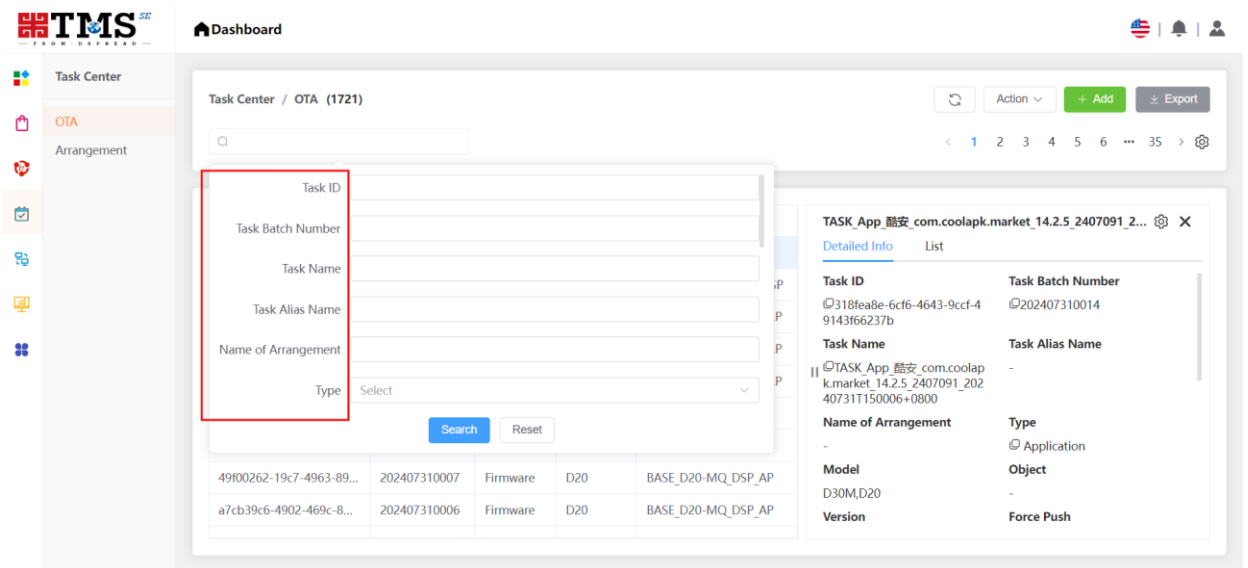 TMS SE
FROM DSPREAD
Dashboard
Task Center
OTA
Arrangement
Task Center / OTA (1721)
Action
+ Add
Export
1 2 3 4 5 6 ••• 35
Task ID
Task Batch Number
Task Name
Task Alias Name
Name of Arrangement
Type
Select
Search
Reset
SP
P
P
P
49f00262-19c7-4963-89... 202407310007 Firmware D20 BASE_D20-MQ_DSP_AP
a7cb39c6-4902-469c-8... 202407310006 Firmware D20 BASE_D20-MQ_DSP_AP
TASK_App_酷安_com.coolapk.market_14.2.5_2407091_2...
Detailed Info List
Task ID Task Batch Number
318fea8e-6cf6-4643-9ccf-4 202407310014
9143f66237b
Task Name Task Alias Name
TASK_App_酷安_com.coolap -
k.market_14.2.5_2407091_202
40731T150006+0800
Name of Arrangement Type
- Application
Model Object
D30M,D20 -
Version Force Push